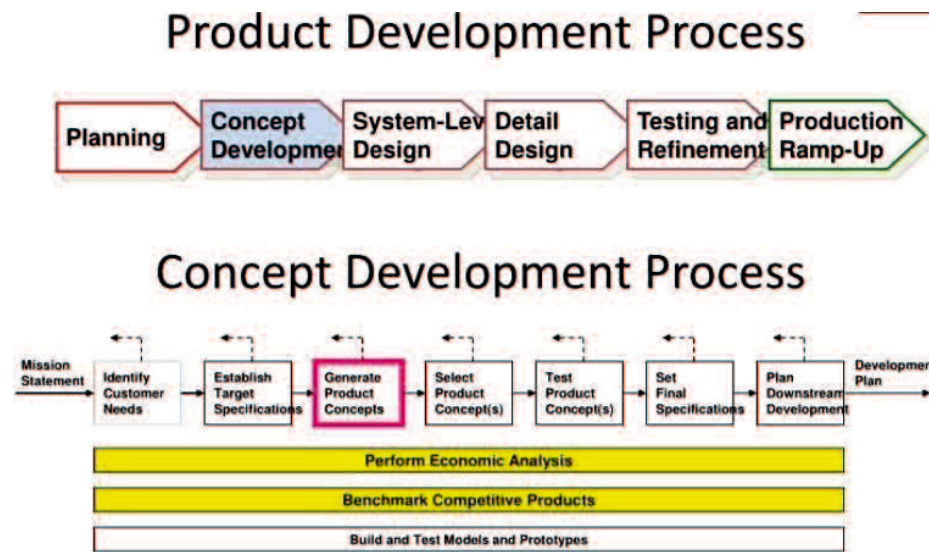 Product Development Process
Planning
Concept
Developmen
System-Lev
Design
Detail
Design
Testing and
Refinement
Production
Ramp-Up
Concept Development Process
Mission
Statement
Identify
Customer
Needs
Establish
Target
Specifications
Generate
Product
Concepts
Select
Product
Concept(s)
Test
Product
Concept(s)
Set
Final
Specifications
Plan
Downstream
Development
Developmen
Plan
Perform Economic Analysis
Benchmark Competitive Products
Build and Test Models and Prototypes